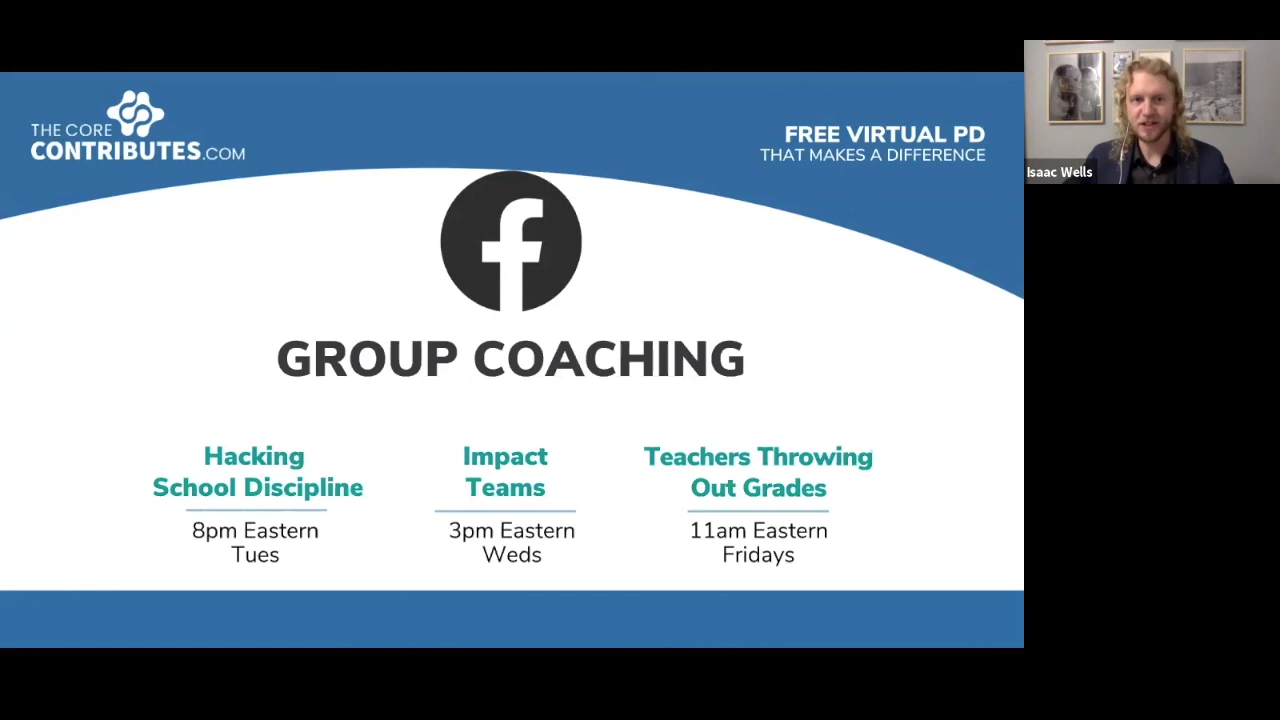 THE CORE
CONTRIBUTES.COM
FREE VIRTUAL PD
THAT MAKES A DIFFERENCE
Isaac Wells
GROUP COACHING
Hacking
School Discipline
8pm Eastern
Tues
Impact
Teams
3pm Eastern
Weds
Teachers Throwing
Out Grades
11am Eastern
Fridays